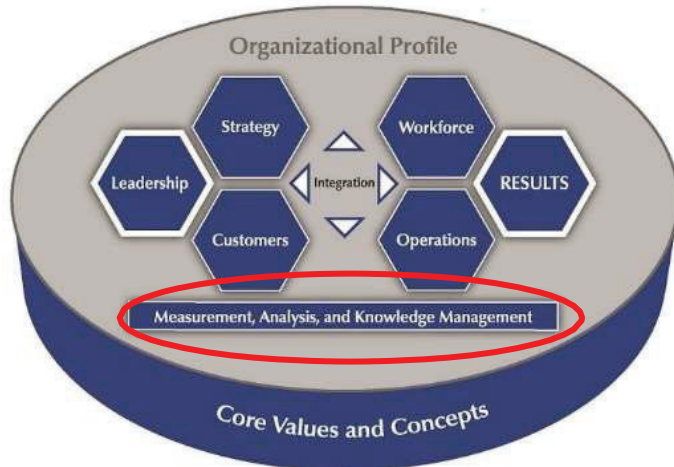 Organizational Profile
Strategy
Workforce
Leadership
Integration
RESULTS
Customers
Operations
Measurement, Analysis, and Knowledge Management
Core Values and Concepts